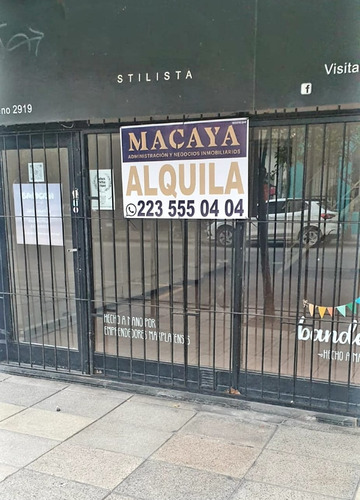 STILISTA
Visita
no 2919
MACAYA
ADMINISTRACIÓN Y NEGOCIOS INMOBILIARIOS
ALQUILA
223 555 04 04
HECHO A MANO POR
EMPRENDEDORES MARPLATENSES
bande
HECHO A MA